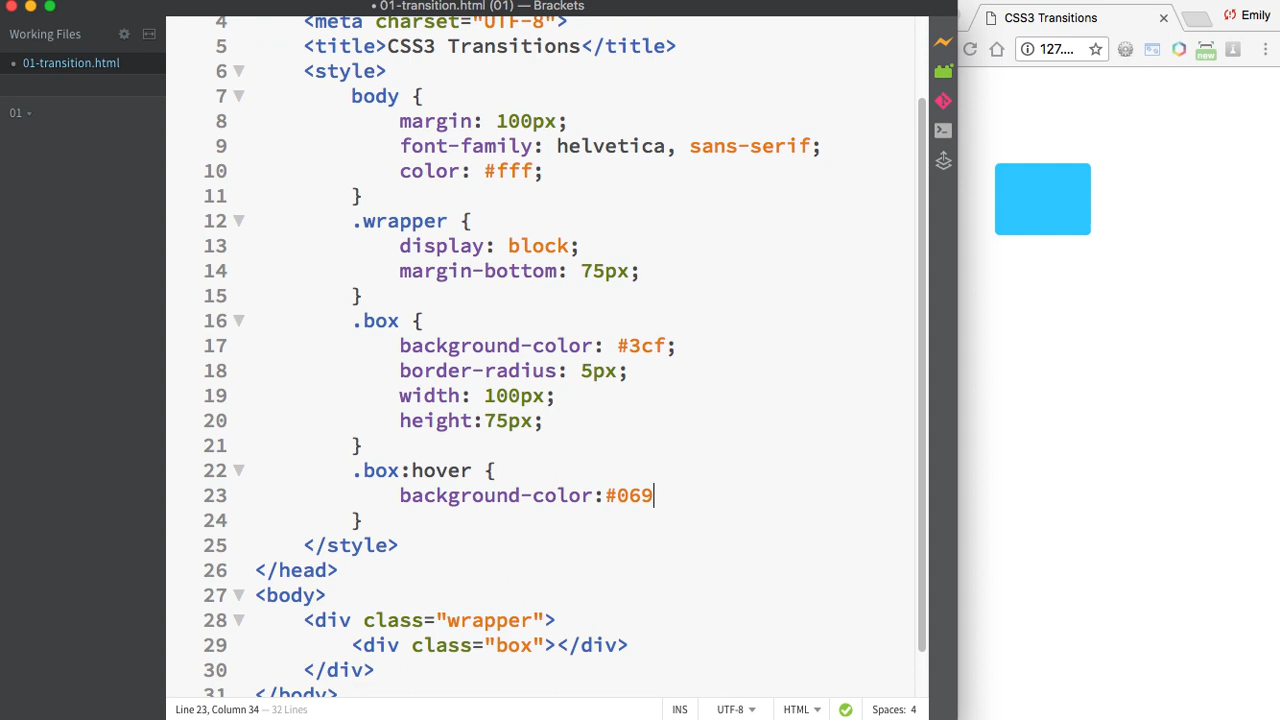 • 01-transition.html (01) — Brackets
CSS3 Transitions
Emily
127....
now
Working Files
• 01-transition.html
01
4 <meta charset="UTF-8">
5 <title>CSS3 Transitions</title>
6 <style>
7 body {
8 margin: 100px;
9 font-family: helvetica, sans-serif;
10 color: #fff;
11 }
12 .wrapper {
13 display: block;
14 margin-bottom: 75px;
15 }
16 .box {
17 background-color: #3cf;
18 border-radius: 5px;
19 width: 100px;
20 height:75px;
21 }
22 .box:hover {
23 background-color:#069
24 }
25 </style>
26 </head>
27 <body>
28 <div class="wrapper">
29 <div class="box"></div>
30 </div>
31 </body>
Line 23, Column 34 — 32 Lines
INS
UTF-8
HTML
Spaces: 4